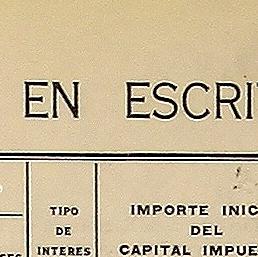 EN ESCRI
TIPO
DE
INTERES
IMPORTE INIC
DEL
CAPITAL IMPUE